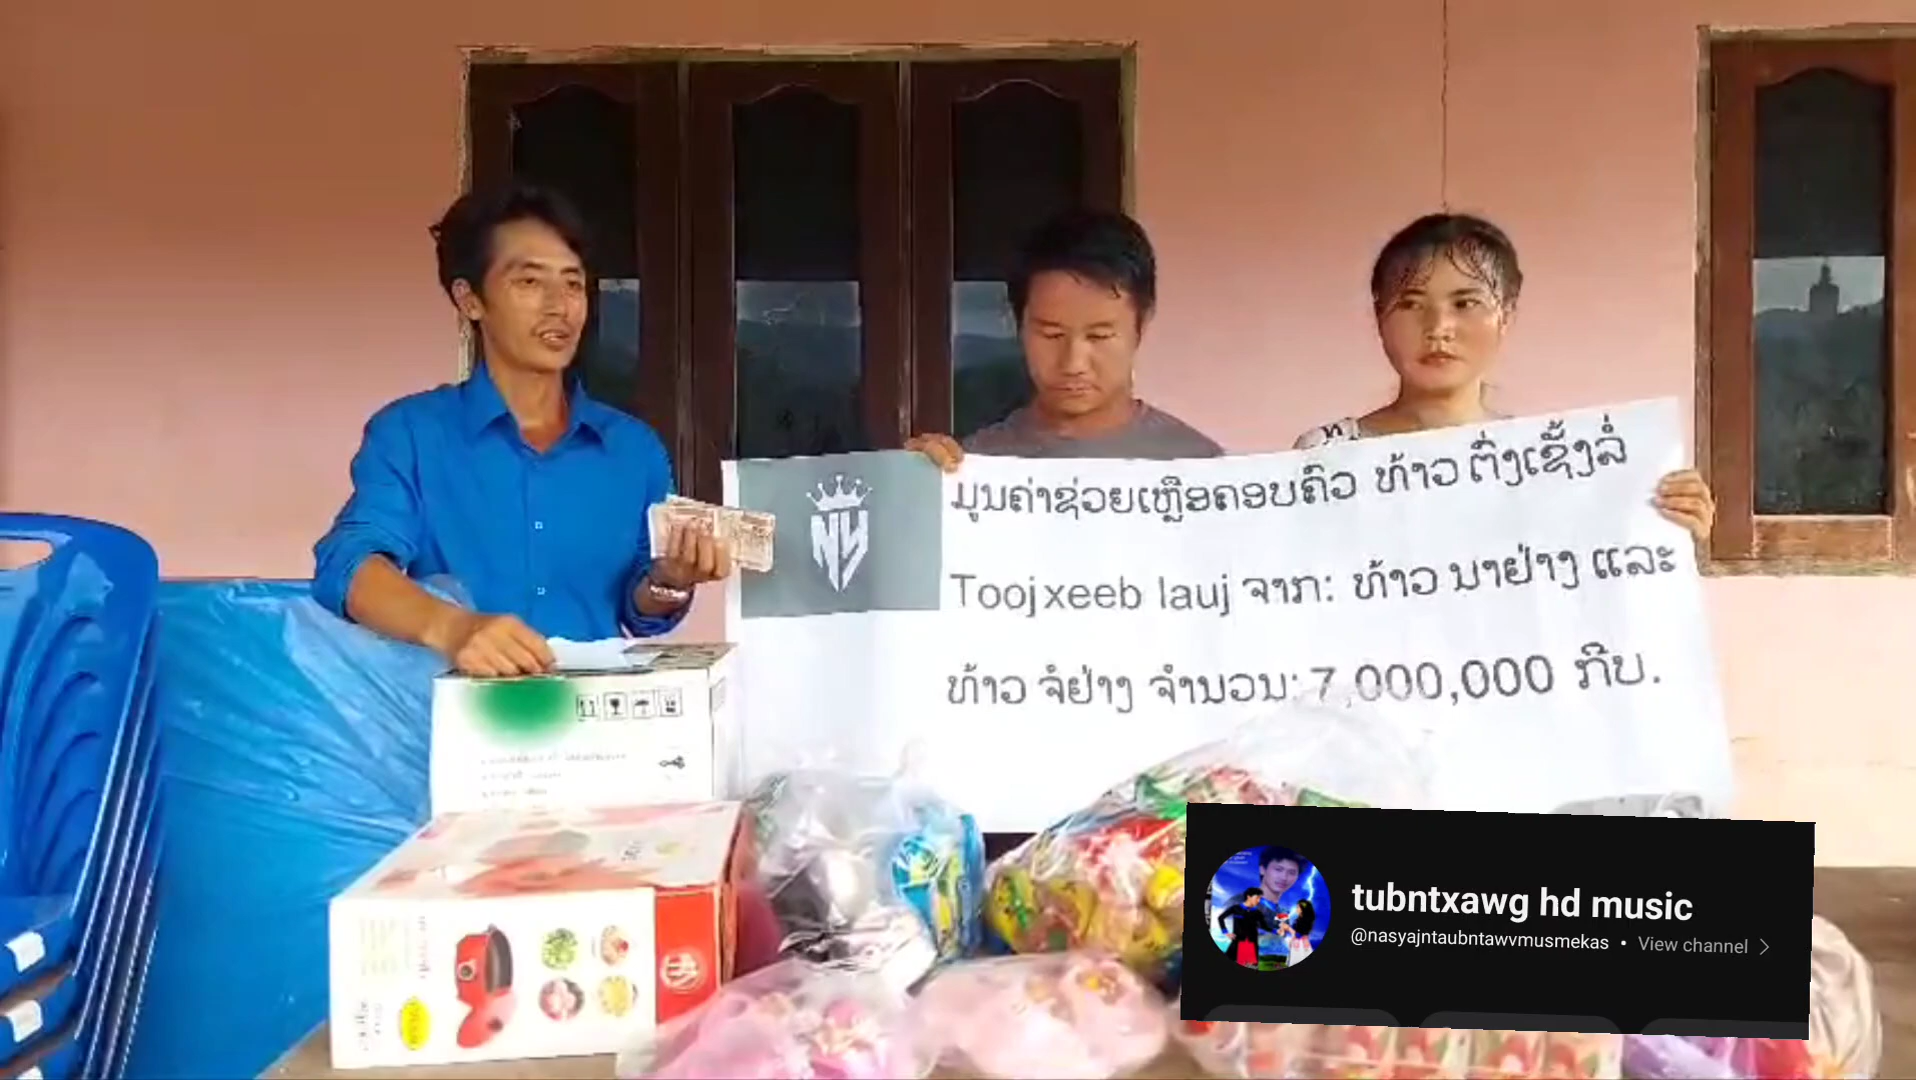 NY
ມູນຄ່າຊ່ວຍເຫຼືອຄອບຄົວ ທ້າວ ຕົ່ງເຊັ້ງລໍ່
Toojxeeb lauj ຈາກ: ທ້າວ ນາຢ່າງ ແລະ
ທ້າວ ຈໍຢ່າງ ຈຳນວນ: 7,000,000 ກີບ.
tubntxawg hd music
@nasyajntaubntawvmusmekas • View channel >